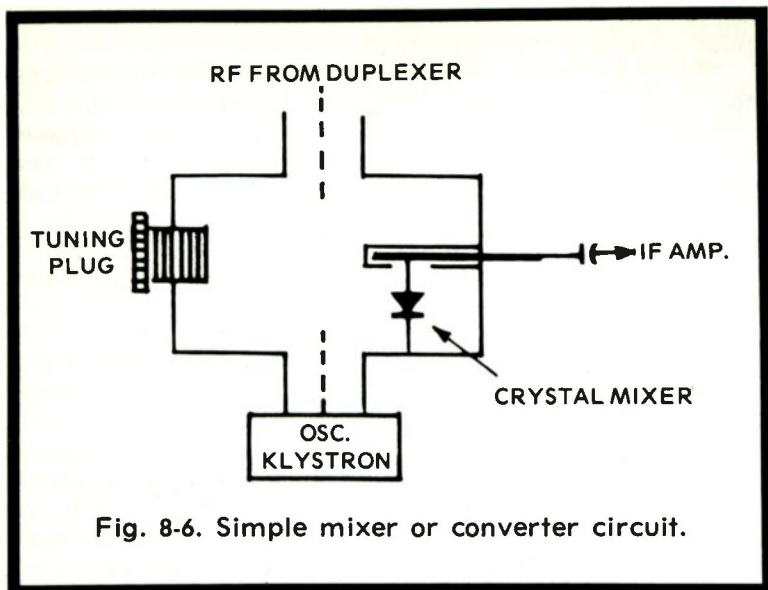 RF FROM DUPLEXER
TUNING
PLUG
IF AMP.
CRYSTAL MIXER
OSC.
KLYSTRON
Fig. 8-6. Simple mixer or converter circuit.